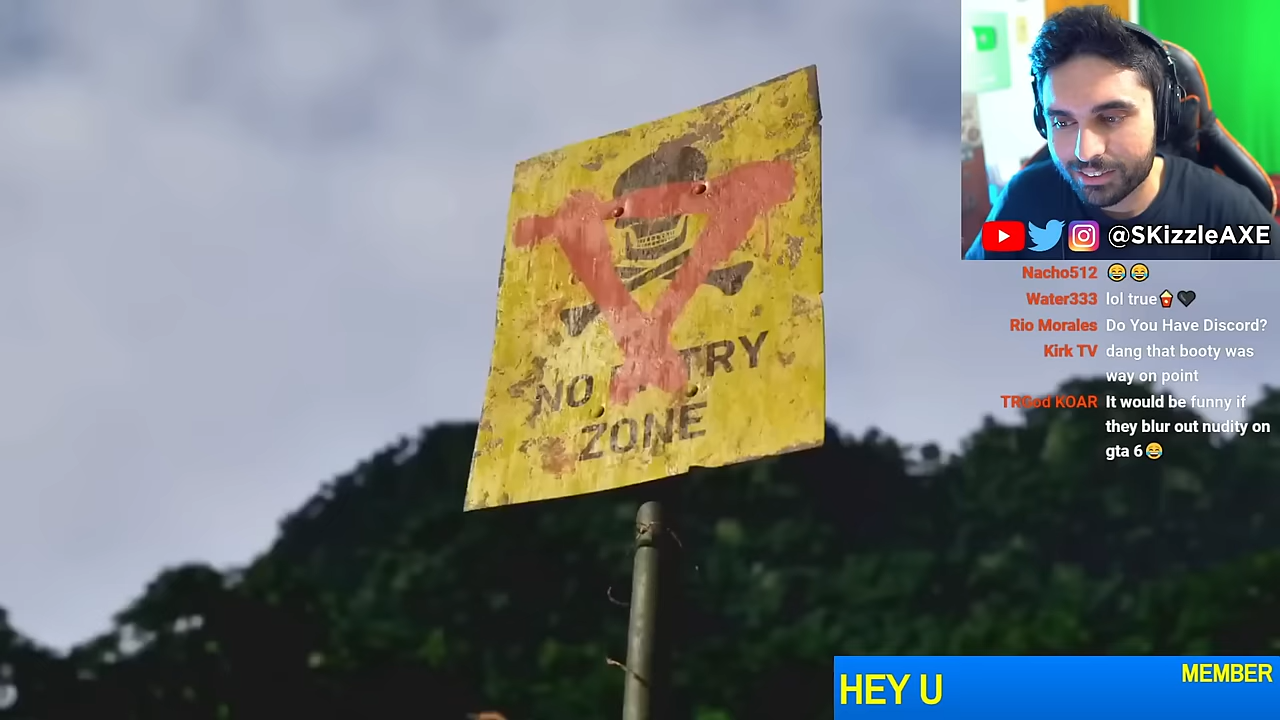 NO ENTRY
ZONE
@SKizzleAXE
Nacho512 😂😂
Water333 lol true🍿🖤
Rio Morales Do You Have Discord?
Kirk TV dang that booty was
way on point
TRGod KOAR It would be funny if
they blur out nudity on
gta 6😂
MEMBER
HEY U